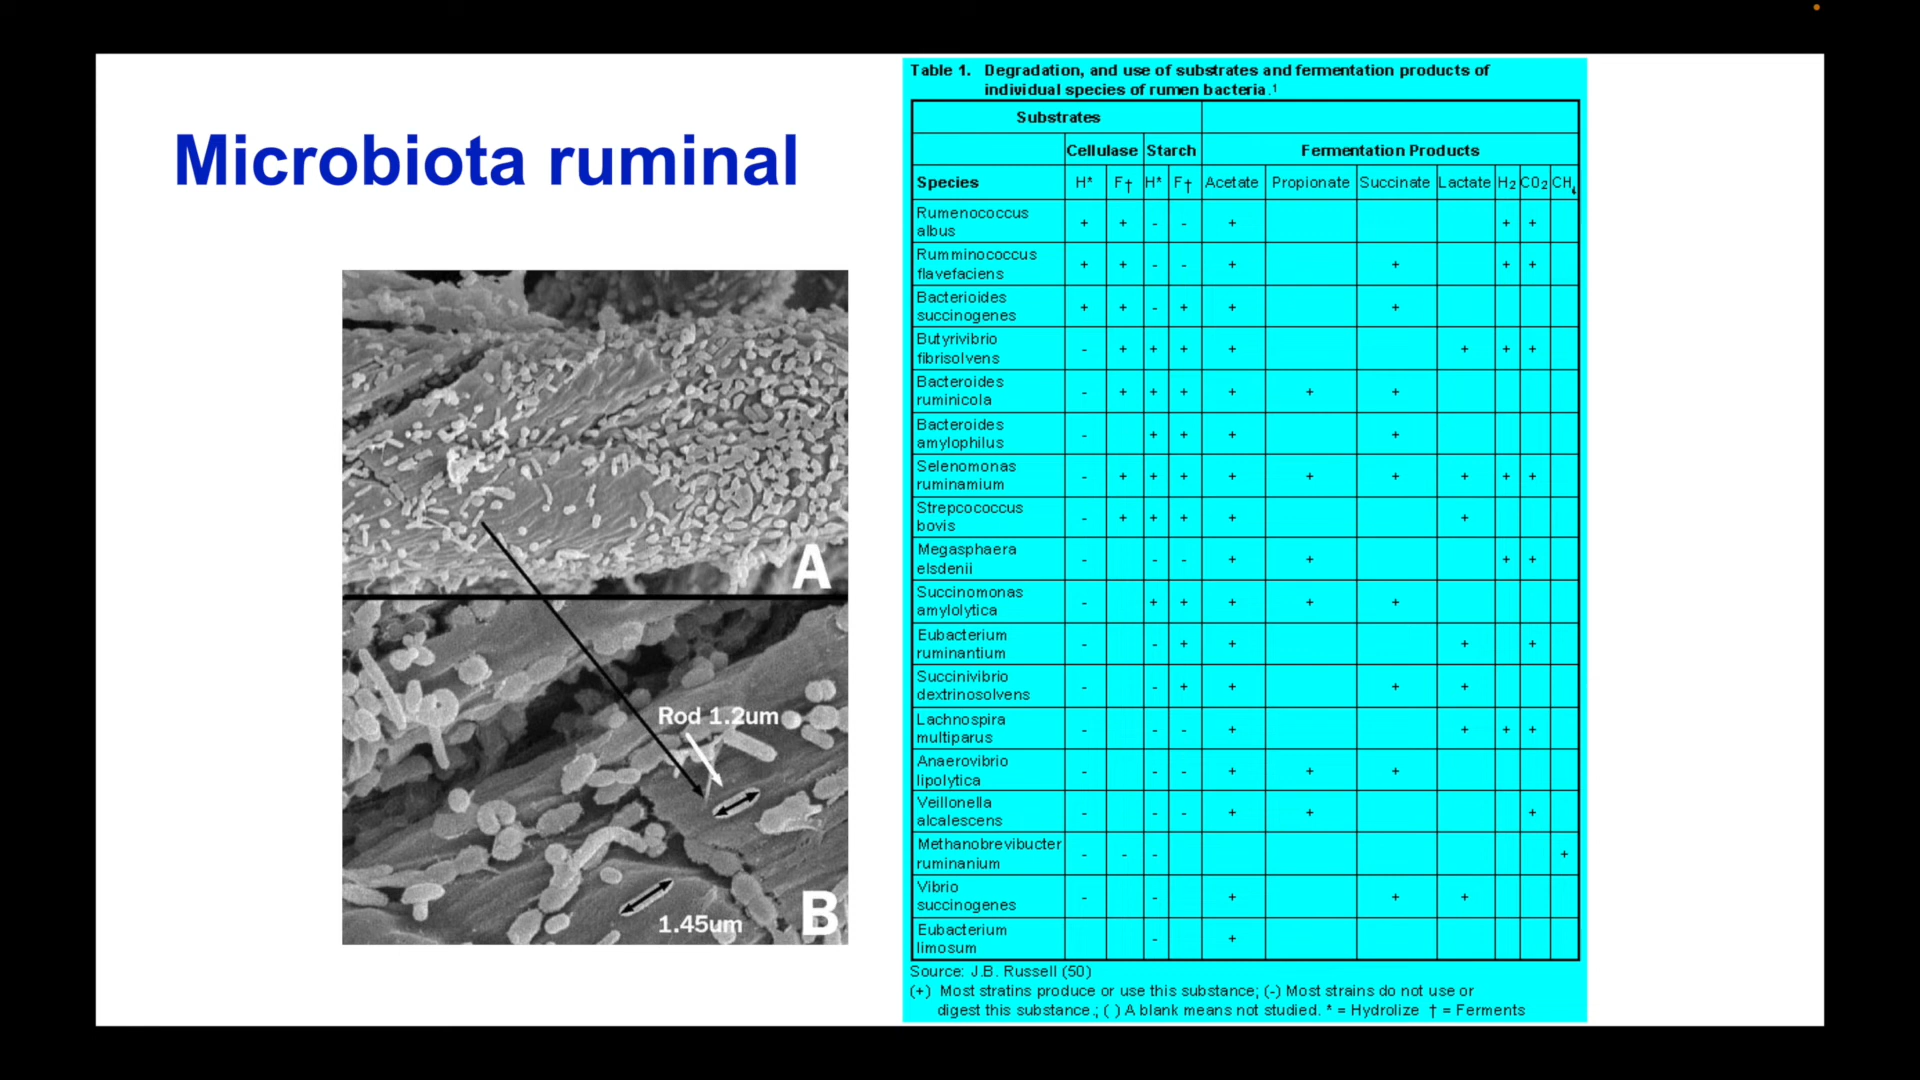 Microbiota ruminal
A
Rod 1.2um
B
1.45um
Table 1. Degradation, and use of substrates and fermentation products of
individual species of rumen bacteria.1
Substrates
Cellulase Starch Fermentation Products
Species H* F† H* F† Acetate Propionate Succinate Lactate H2 CO2 CH4
Rumenococcus
albus + + - - + + +
Rumminococcus
flavefaciens + + - - + + + +
Bacterioides
succinogenes + + - + + +
Butyrivibrio
fibrisolvens - + + + + + + +
Bacteroides
ruminicola - + + + + + +
Bacteroides
amylophilus - + + + +
Selenomonas
ruminamium - + + + + + + + + +
Strepcococcus
bovis - + + + + +
Megasphaera
elsdenii - - - + + + +
Succinomonas
amylolytica - + + + + +
Eubacterium
ruminantium - - + + + +
Succinivibrio
dextrinosolvens - - + + + +
Lachnospira
multiparus - - - + + + +
Anaerovibrio
lipolytica - - - + + +
Veillonella
alcalescens - - - + + +
Methanobrevibucter
ruminanium - - - +
Vibrio
succinogenes - - + + +
Eubacterium
limosum - +
Source: J.B. Russell (50)
(+) Most stratins produce or use this substance; (-) Most strains do not use or
digest this substance.; ( ) A blank means not studied. * = Hydrolize † = Ferments